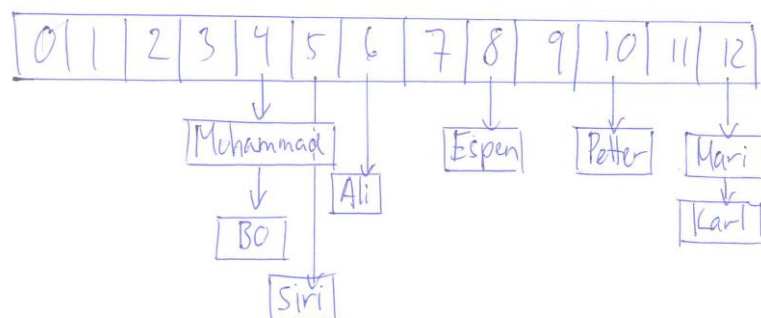 0 1 2 3 4 5 6 7 8 9 10 11 12
Mohammad Espen Petter Mari
Ali Karl
BO
Siri